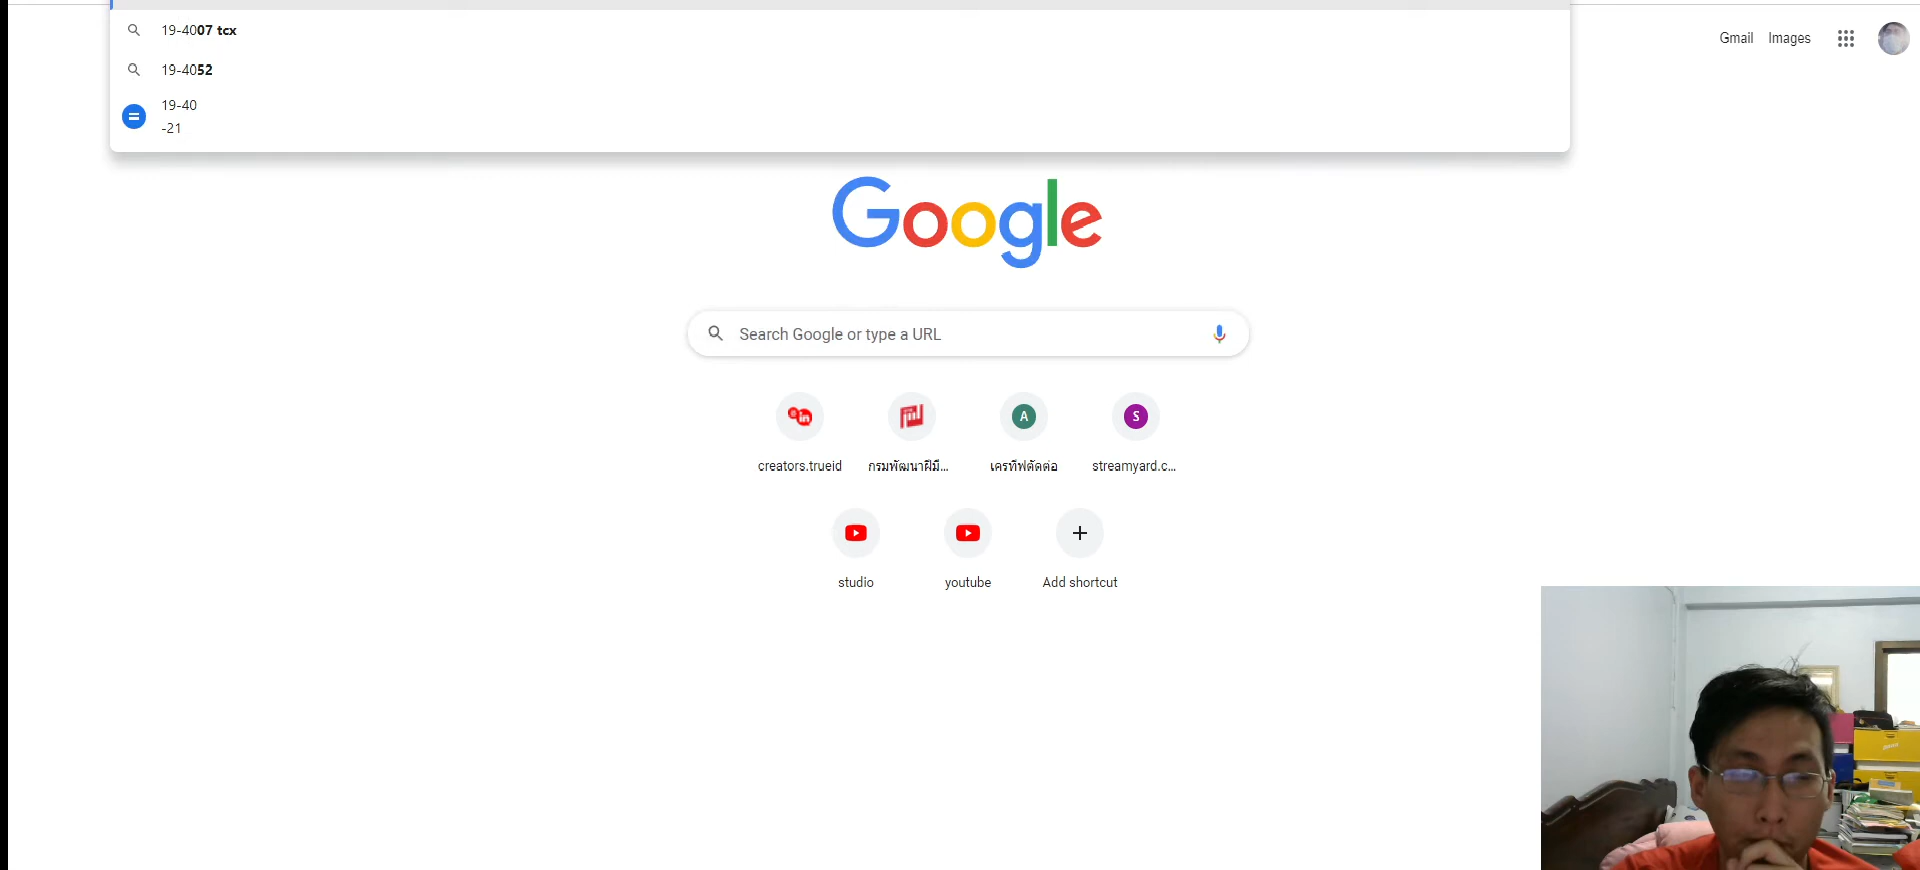 19-4007 tcx
19-4052
19-40
-21
Gmail Images
Google
Search Google or type a URL
creators.trueid
กรมพัฒนาฝีมื...
A
เครทีฟตัดต่อ
S
streamyard.c...
studio
youtube
Add shortcut